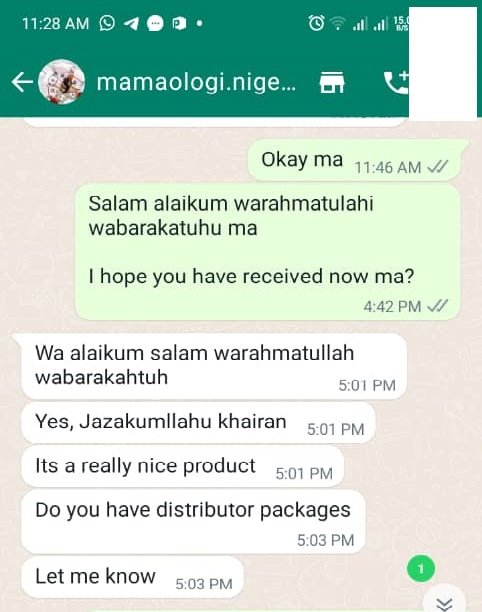 11:28 AM
mamaologi.nige...
Okay ma 11:46 AM
Salam alaikum warahmatulahi
wabarakatuhu ma
I hope you have received now ma?
4:42 PM
Wa alaikum salam warahmatullah
wabarakahtuh
5:01 PM
Yes, Jazakumllahu khairan 5:01 PM
Its a really nice product 5:01 PM
Do you have distributor packages
5:03 PM
1
Let me know 5:03 PM